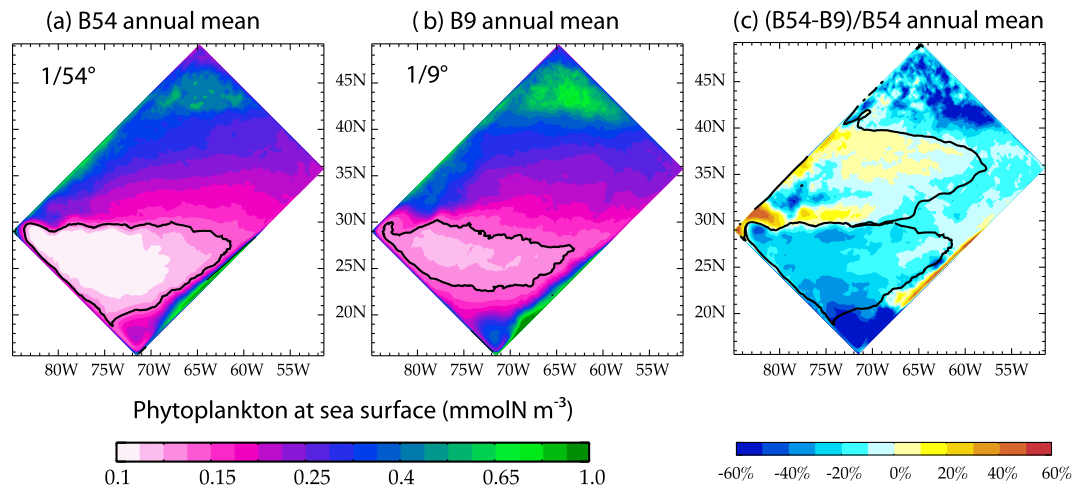 (a) B54 annual mean
(b) B9 annual mean
(c) (B54-B9)/B54 annual mean
1/54°
1/9°
45N
40N
35N
30N
25N
20N
45N
40N
35N
30N
25N
20N
80W 75W 70W 65W 60W 55W
80W 75W 70W 65W 60W 55W
80W 75W 70W 65W 60W 55W
Phytoplankton at sea surface (mmolN m⁻³)
0.1 0.15 0.25 0.4 0.65 1.0
-60% -40% -20% 0% 20% 40% 60%